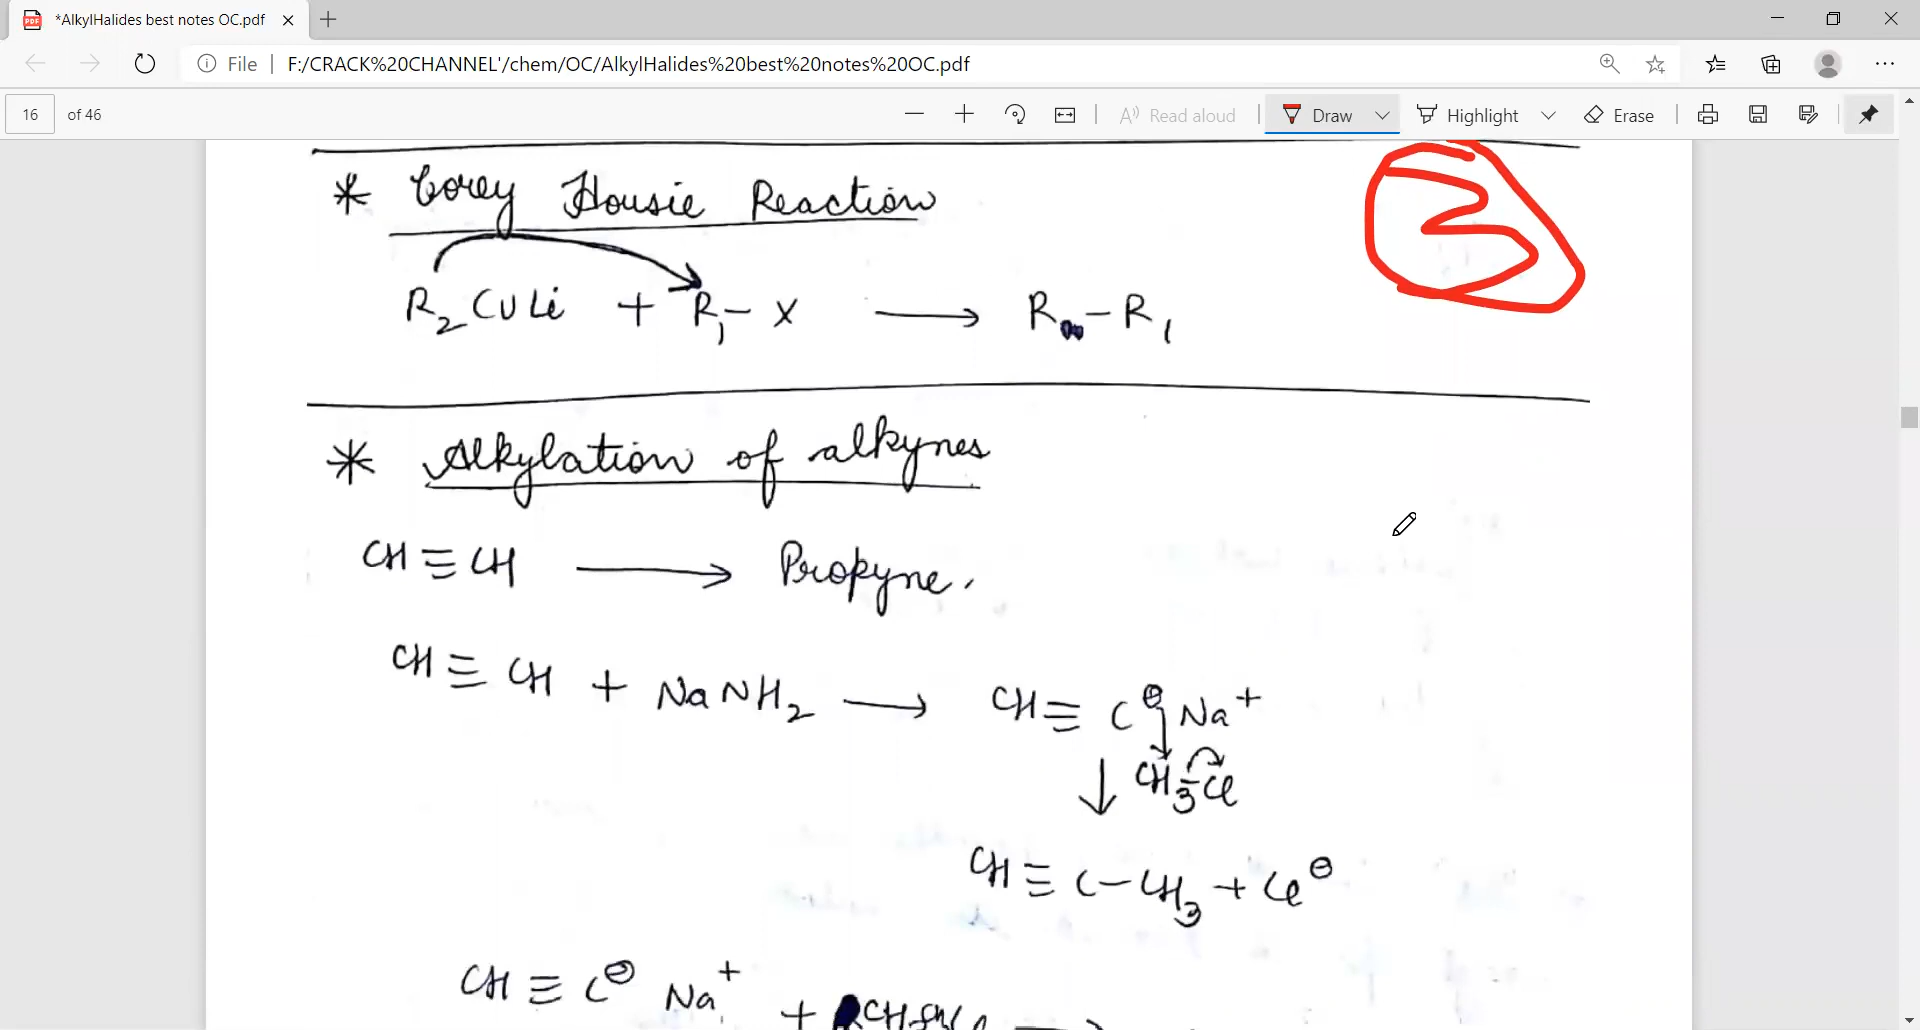 *AlkylHalides best notes OC.pdf
File | F:/CRACK%20CHANNEL'/chem/OC/AlkylHalides%20best%20notes%20OC.pdf
16 of 46 Read aloud Draw Highlight Erase
* Corey Housie Reaction
3
R₂CuLi + R₁-X ⟶ R-R₁
* Alkylation of alkynes
CH≡CH ⟶ Propyne.
CH≡CH + NaNH₂ ⟶ CH≡C⊖Na⁺
↓ CH₃-Cl
CH≡C-CH₃ + Cl⊖
CH≡C⊖ Na⁺ +